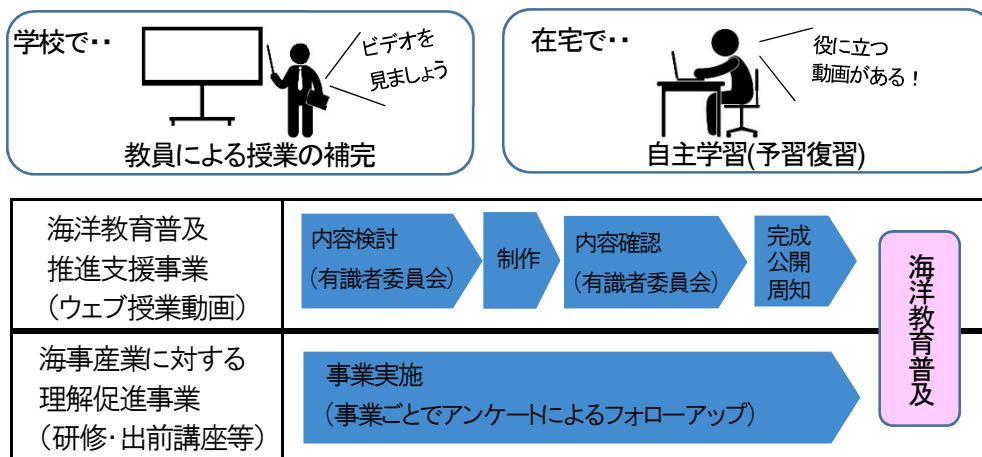 学校で・・
ビデオを
見ましょう
教員による授業の補完
在宅で・・
役に立つ
動画がある！
自主学習(予習復習)
海洋教育普及
推進支援事業
（ウェブ授業動画）
内容検討
(有識者委員会)
制作
内容確認
(有識者委員会)
完成
公開
周知
海洋教育普及
海事産業に対する
理解促進事業
（研修・出前講座等）
事業実施
（事業ごとでアンケートによるフォローアップ）